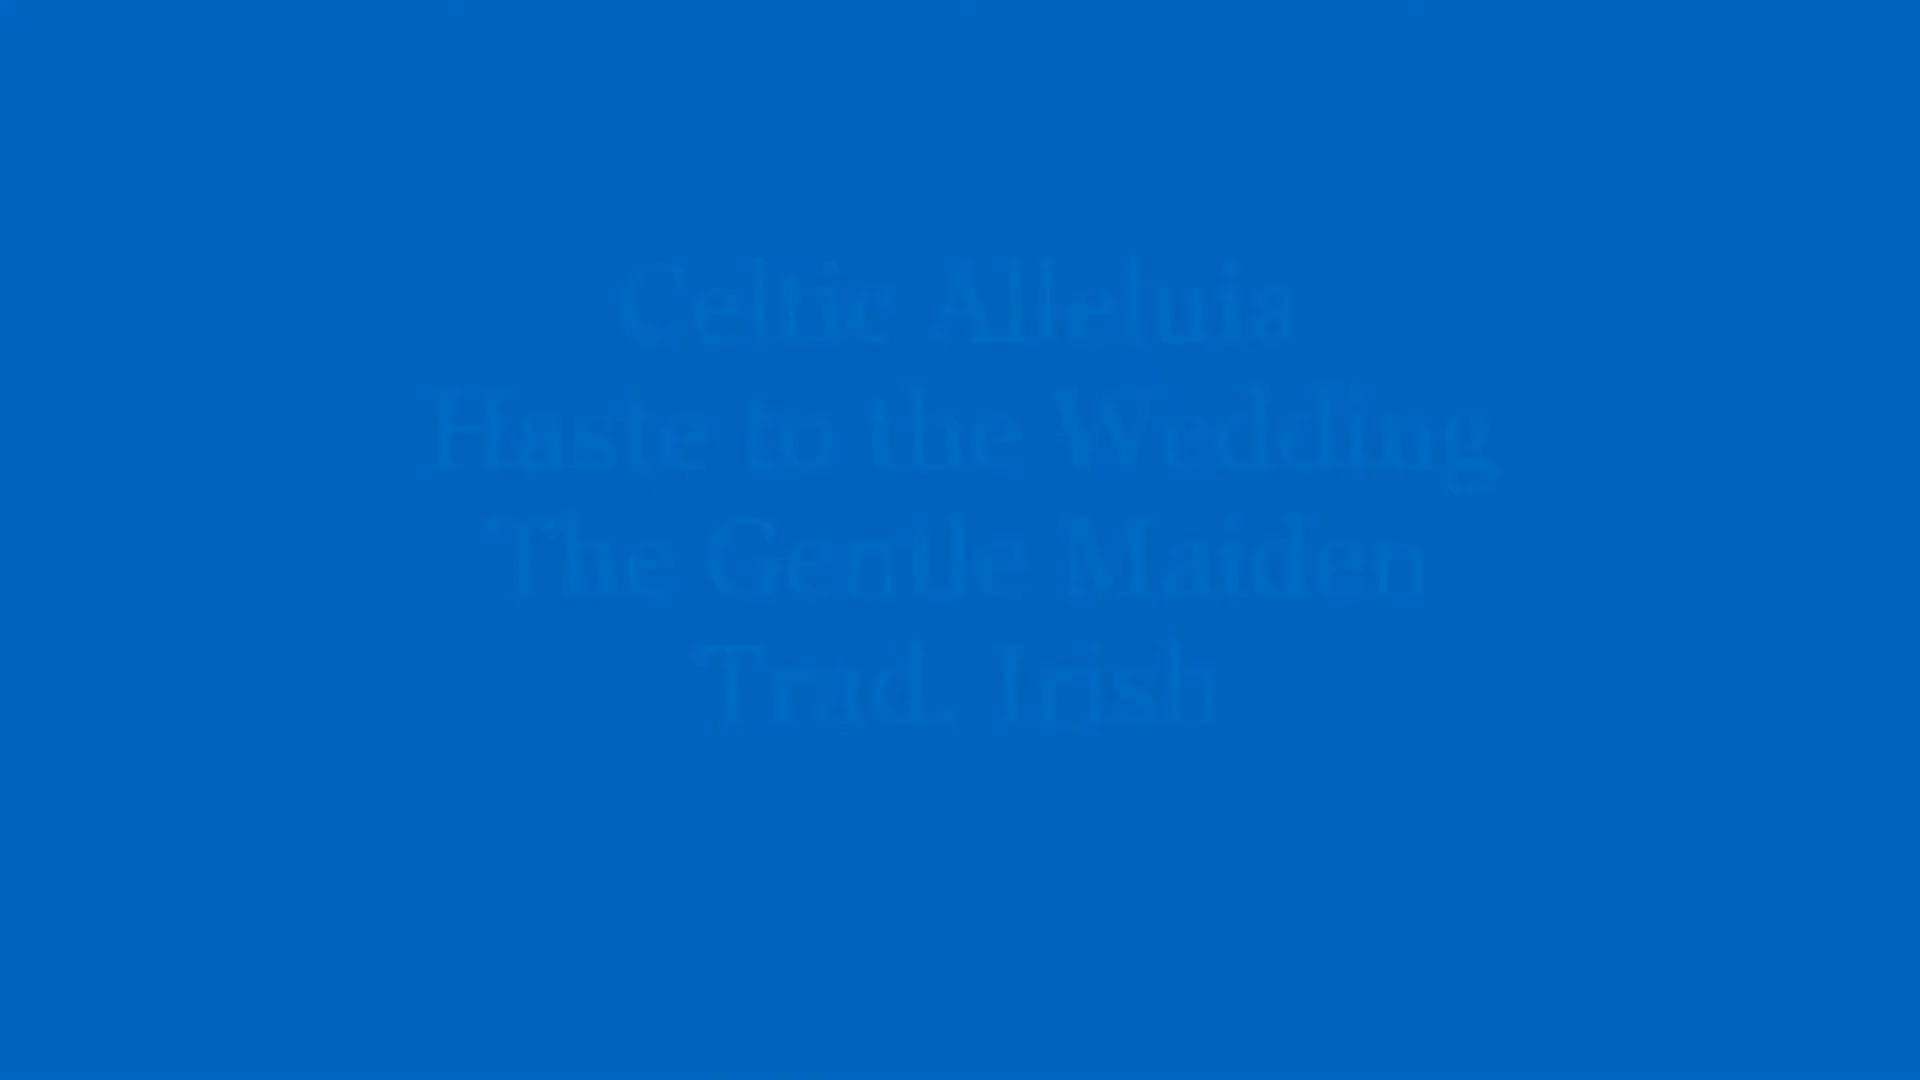 Celtic Alleluia
Haste to the Wedding
The Gentle Maiden
Trad. Irish